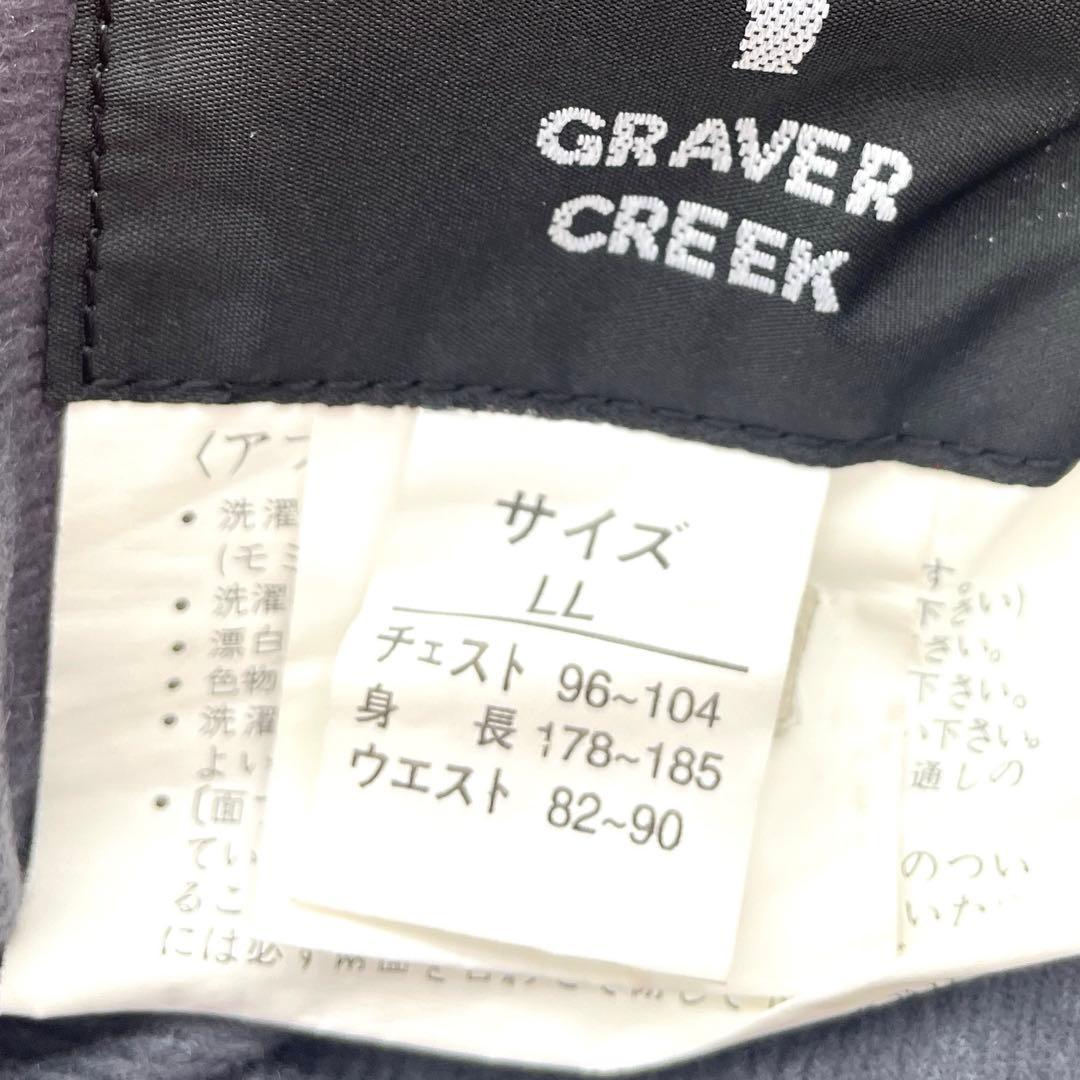 GRAVER
CREEK
サイズ
LL
チェスト 96~104
身 長 178~185
ウエスト 82~90
〈ア
• 洗濯
(モミ
• 洗濯
• 漂白
• 色物
• 洗濯
よい
• 〔面
てい
るこ
には必ず
す。
下さい)
さい。
下さい。
い下さい。
通しの
のつい
いた